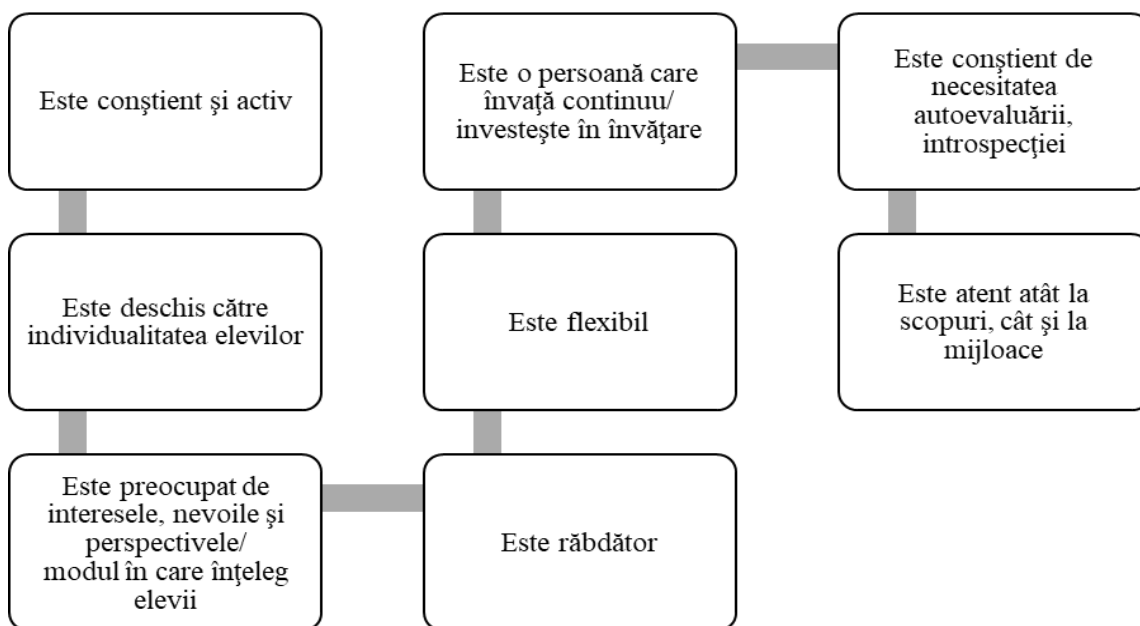 Este conştient şi activ
Este deschis către
individualitatea elevilor
Este preocupat de
interesele, nevoile şi
perspectivele/
modul în care înţeleg
elevii
Este răbdător
Este flexibil
Este o persoană care
învaţă continuu/
investeşte în învăţare
Este conştient de
necesitatea
autoevaluării,
introspecţiei
Este atent atât la
scopuri, cât şi la
mijloace